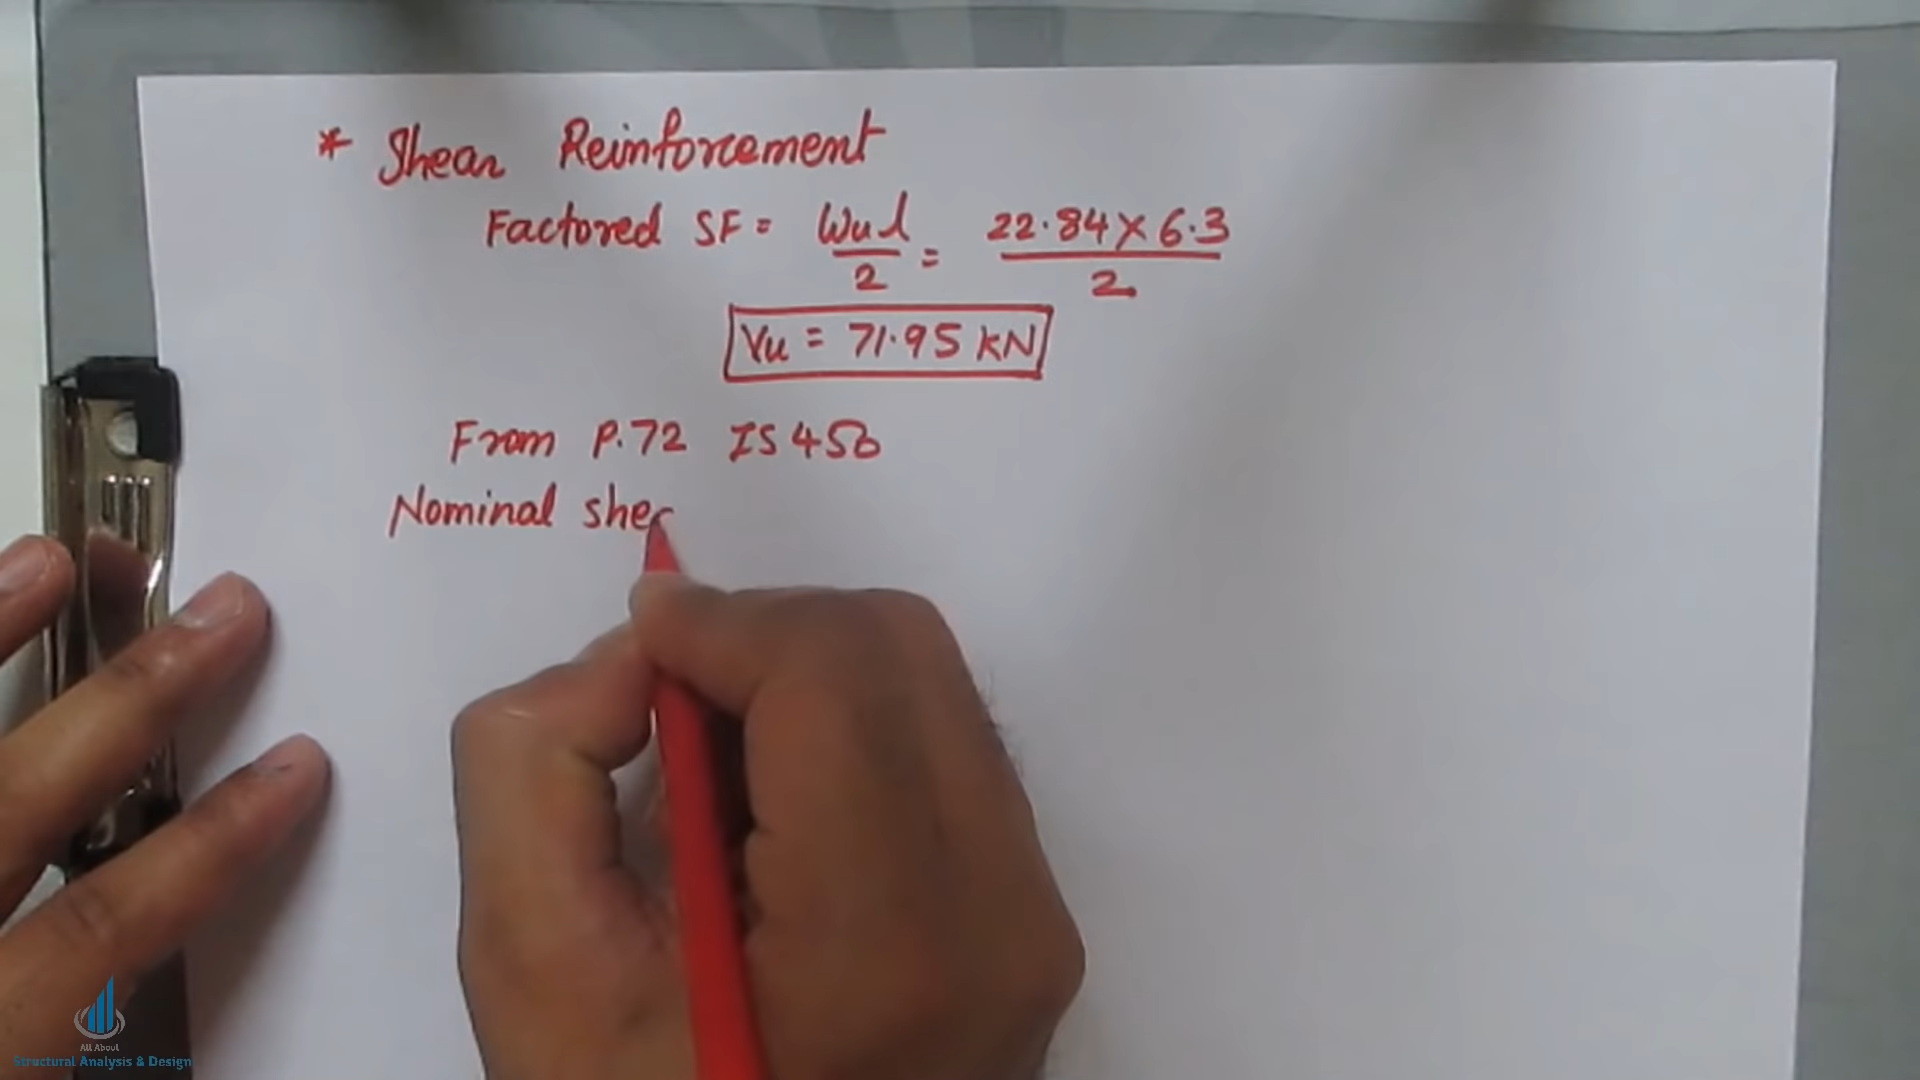 * Shear Reinforcement
Factored SF = Wul/2 = 22.84 X 6.3/2
Vu = 71.95 kN
From P.72 IS 456
Nominal shea
All About
Structural Analysis & Design